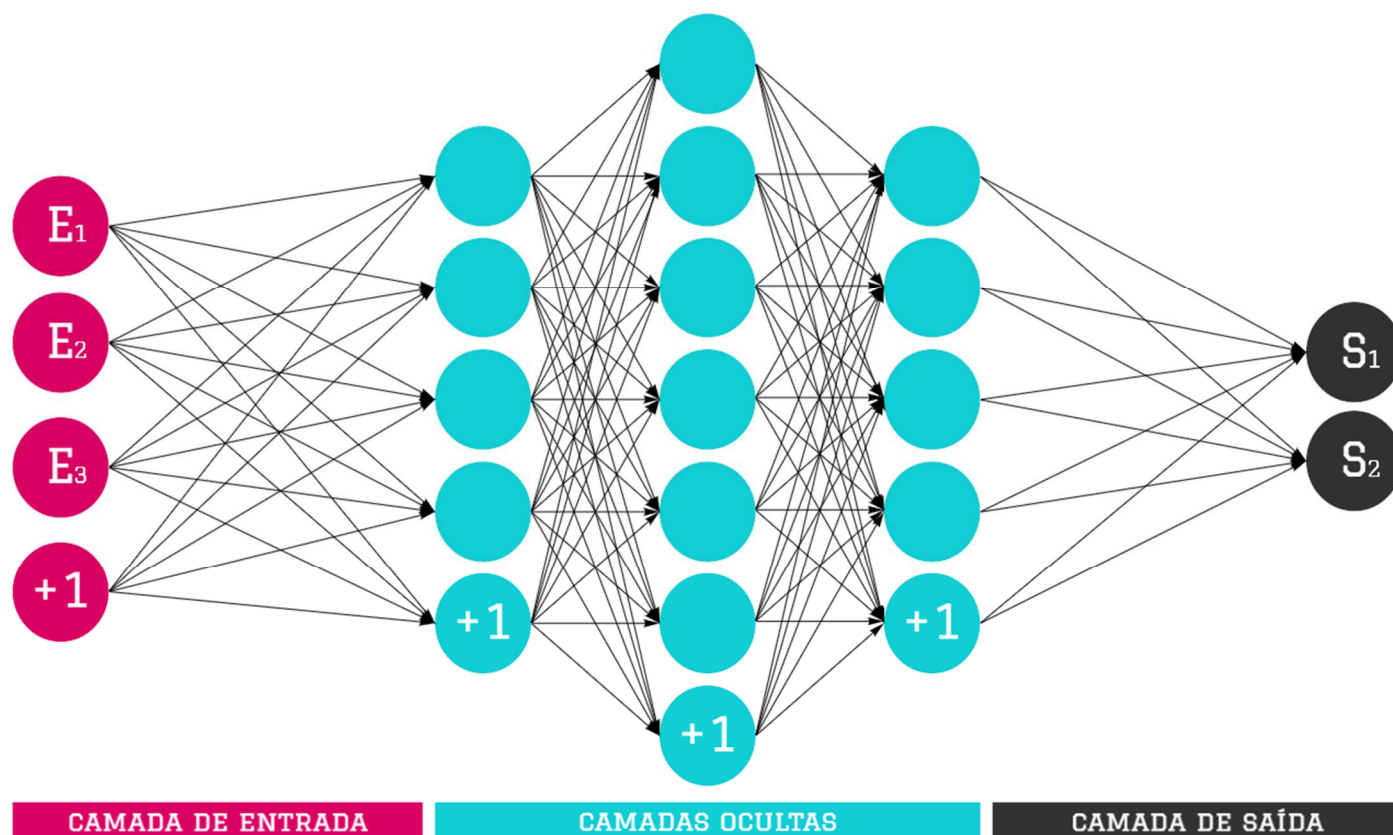 E1
E2
E3
+1
+1
+1
+1
S1
S2
CAMADA DE ENTRADA
CAMADAS OCULTAS
CAMADA DE SAÍDA